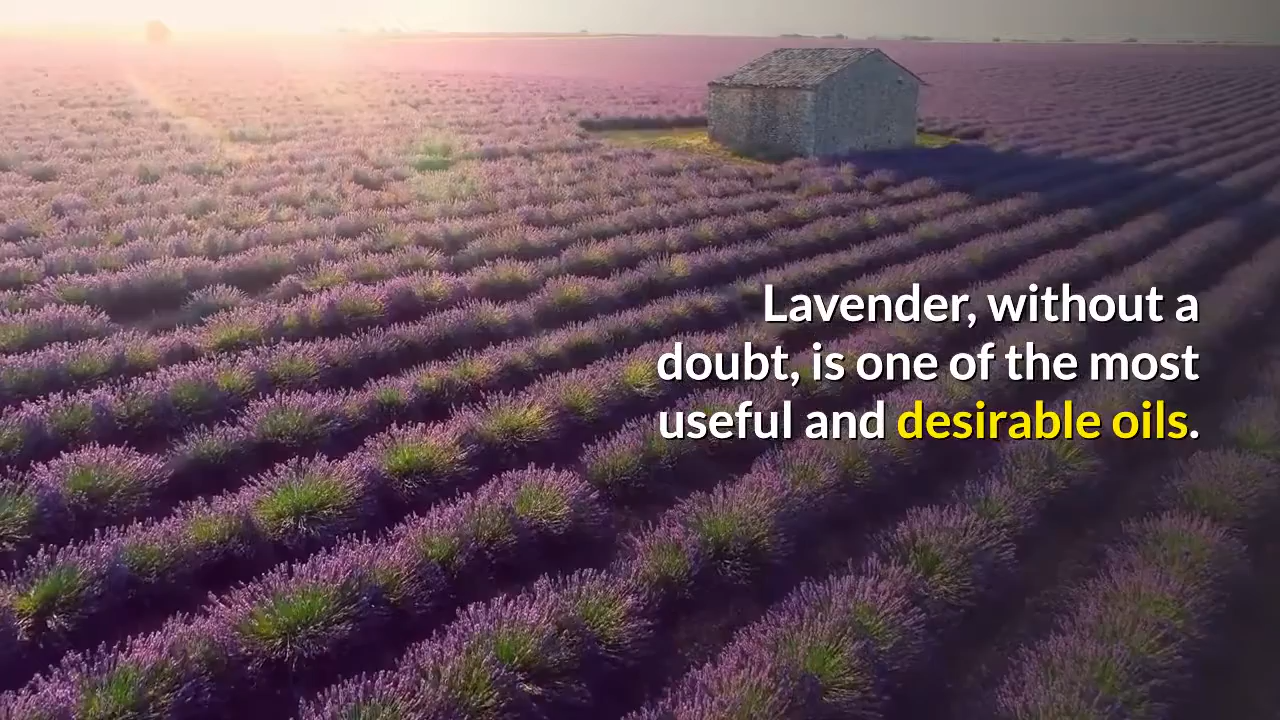 Lavender, without a
doubt, is one of the most
useful and desirable oils.